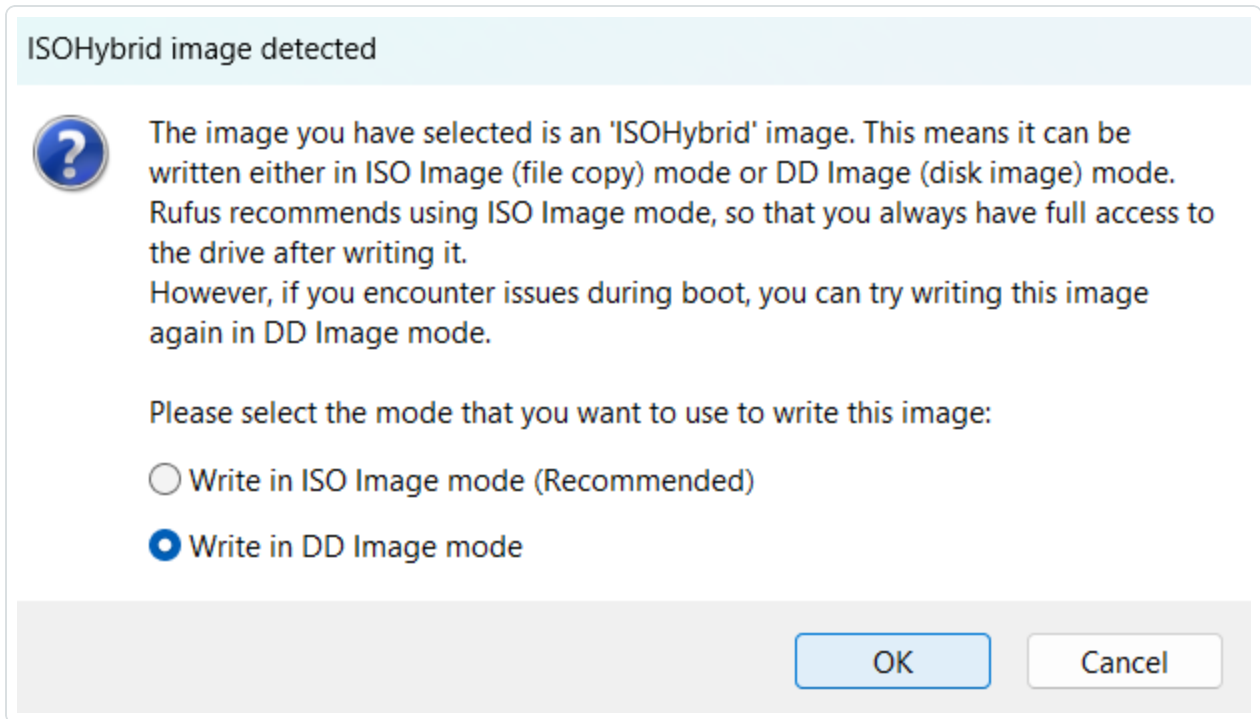 ISOHybrid image detected
The image you have selected is an 'ISOHybrid' image. This means it can be
written either in ISO Image (file copy) mode or DD Image (disk image) mode.
Rufus recommends using ISO Image mode, so that you always have full access to
the drive after writing it.
However, if you encounter issues during boot, you can try writing this image
again in DD Image mode.
Please select the mode that you want to use to write this image:
Write in ISO Image mode (Recommended)
Write in DD Image mode
OK
Cancel